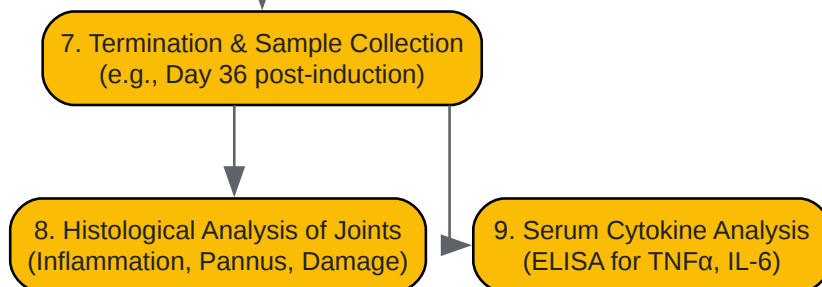 7. Termination & Sample Collection
(e.g., Day 36 post-induction)
8. Histological Analysis of Joints
(Inflammation, Pannus, Damage)
9. Serum Cytokine Analysis
(ELISA for TNFα, IL-6)